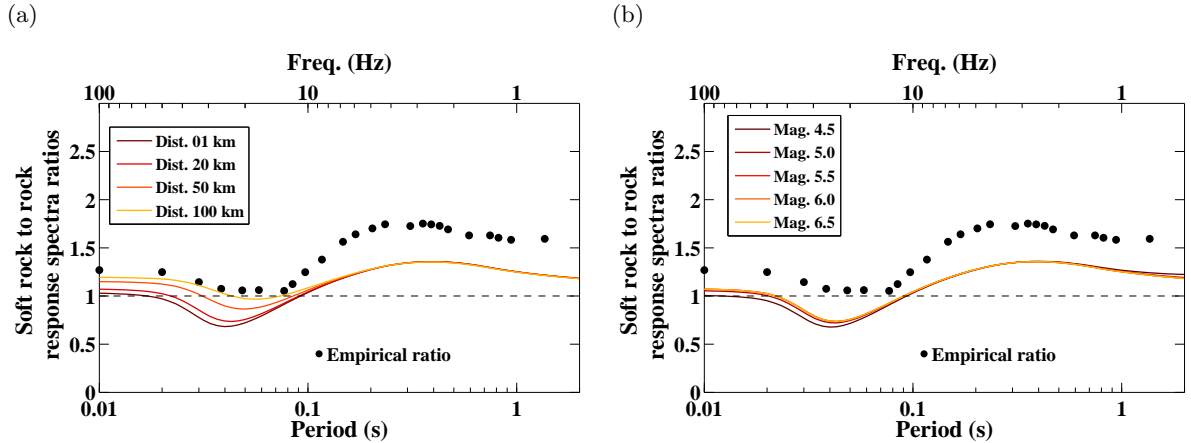 (a)
Freq. (Hz)
100 10 1
Soft rock to rock
response spectra ratios
2.5
2
1.5
1
0.5
0
Dist. 01 km
Dist. 20 km
Dist. 50 km
Dist. 100 km
Empirical ratio
0.01 0.1 1
Period (s)
(b)
Freq. (Hz)
100 10 1
Soft rock to rock
response spectra ratios
2.5
2
1.5
1
0.5
0
Mag. 4.5
Mag. 5.0
Mag. 5.5
Mag. 6.0
Mag. 6.5
Empirical ratio
0.01 0.1 1
Period (s)